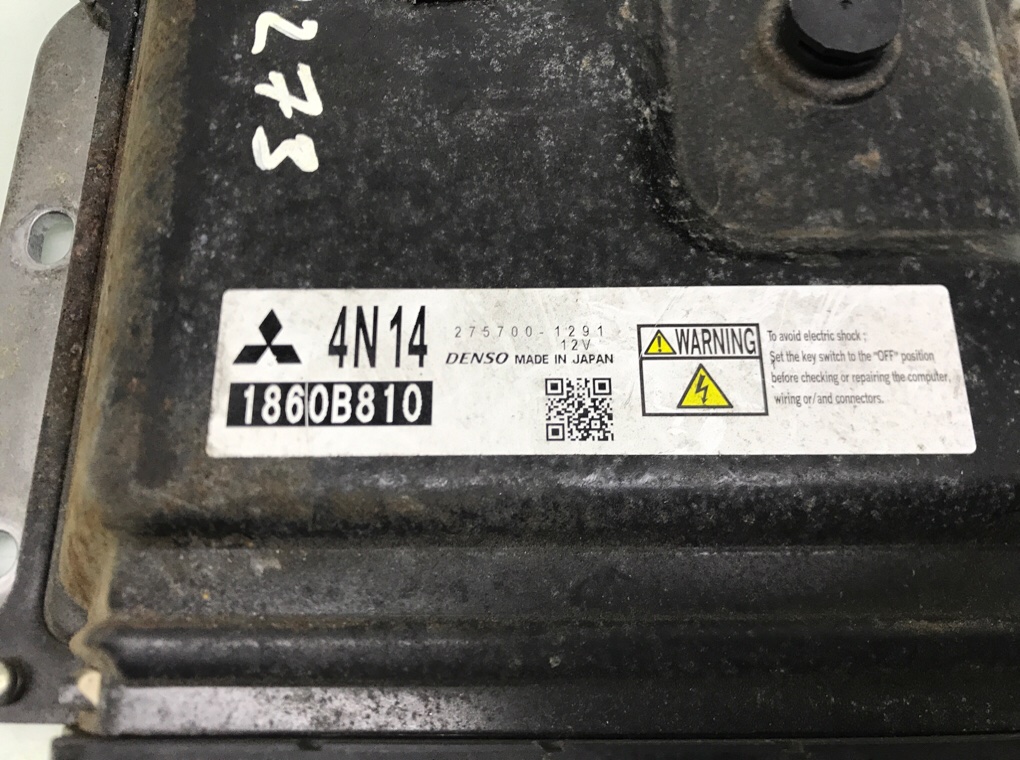 273
4N14
275700-1291
12V
DENSO MADE IN JAPAN
1860B810
WARNING
To avoid electric shock ;
Set the key switch to the "OFF" position
before checking or repairing the computer,
wiring or/and connectors.